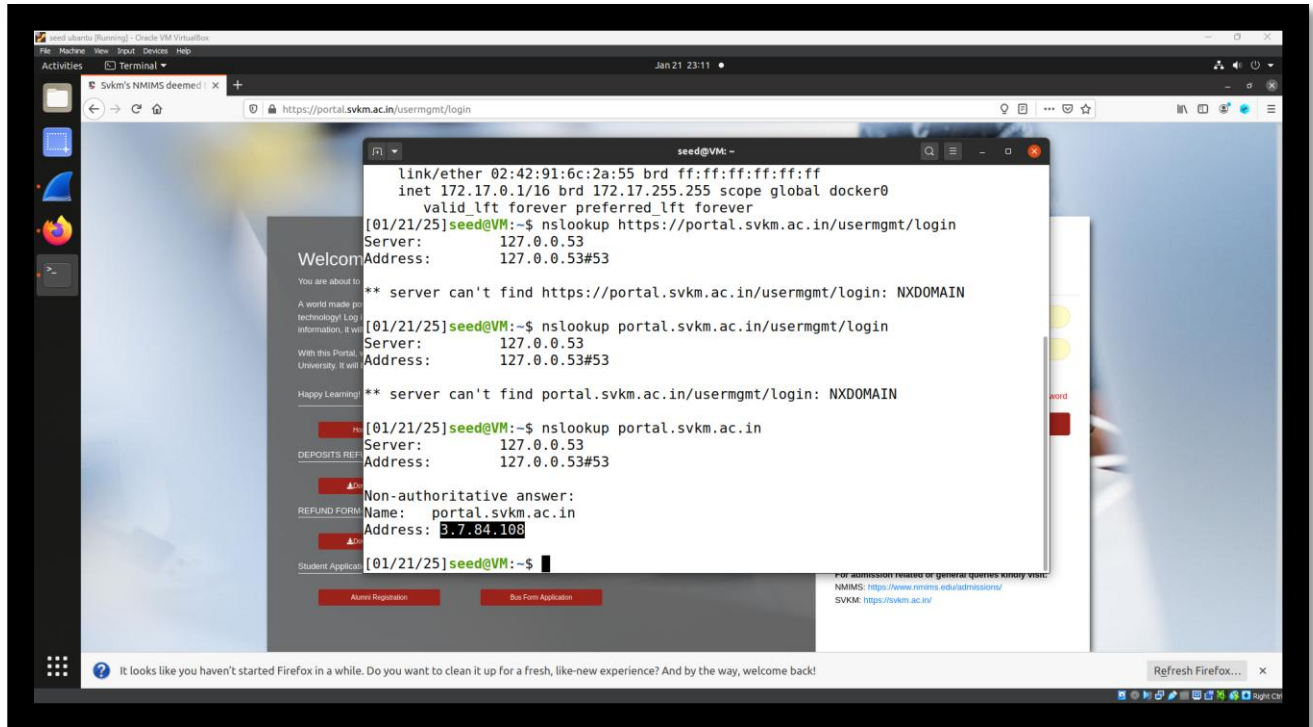 seed ubantu [Running] - Oracle VM VirtualBox
File Machine View Input Devices Help
Activities Terminal Jan 21 23:11
Svkm's NMIMS deemed
https://portal.svkm.ac.in/usermgmt/login
seed@VM: ~
link/ether 02:42:91:6c:2a:55 brd ff:ff:ff:ff:ff:ff
inet 172.17.0.1/16 brd 172.17.255.255 scope global docker0
valid_lft forever preferred_lft forever
[01/21/25]seed@VM:~$ nslookup https://portal.svkm.ac.in/usermgmt/login
Server: 127.0.0.53
Address: 127.0.0.53#53
** server can't find https://portal.svkm.ac.in/usermgmt/login: NXDOMAIN
[01/21/25]seed@VM:~$ nslookup portal.svkm.ac.in/usermgmt/login
Server: 127.0.0.53
Address: 127.0.0.53#53
** server can't find portal.svkm.ac.in/usermgmt/login: NXDOMAIN
[01/21/25]seed@VM:~$ nslookup portal.svkm.ac.in
Server: 127.0.0.53
Address: 127.0.0.53#53
Non-authoritative answer:
Name: portal.svkm.ac.in
Address: 3.7.84.108
[01/21/25]seed@VM:~$
Welcom
You are about to
A world made po
technology! Log i
information, it will
With this Portal, 
University. It will
Happy Learning!
DEPOSITS REF
REFUND FORM
Student Applicat
Alumni Registration
Bus Form Application
word
For admission related or general queries kindly visit:
NMIMS: https://www.nmims.edu/admissions/
SVKM: https://svkm.ac.in/
It looks like you haven't started Firefox in a while. Do you want to clean it up for a fresh, like-new experience? And by the way, welcome back!
Refresh Firefox...
Right Ctrl